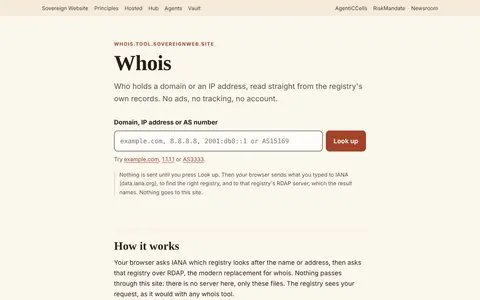 Sovereign Website Principles Hosted Hub Agents Vault AgentICCells RiskMandate Newsroom
WHOIS.TOOL.SOVEREIGNWEB.SITE
Whois
Who holds a domain or an IP address, read straight from the registry's
own records. No ads, no tracking, no account.
Domain, IP address or AS number
example.com, 8.8.8.8, 2001:db8::1 or AS15169
Look up
Try example.com, 1.1.1.1 or AS3333.
Nothing is sent until you press Look up. Then your browser sends what you typed to IANA
(data.iana.org), to find the right registry, and to that registry's RDAP server, which the result
names. Nothing goes to this site.
How it works
Your browser asks IANA which registry looks after the name or address, then asks
that registry over RDAP, the modern replacement for whois. Nothing passes
through this site: there is no server here, only these files. The registry sees your
request, as it would with any whois tool.